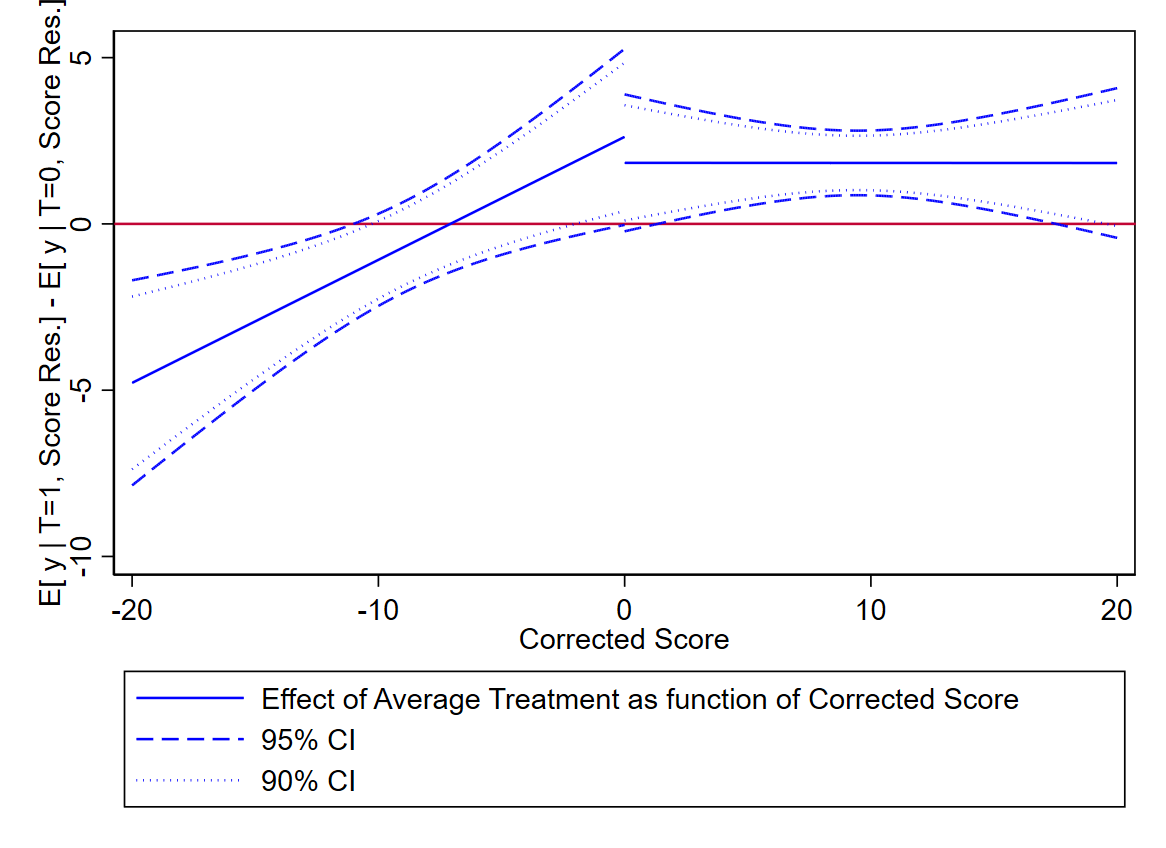 E[ y | T=1, Score Res.] - E[ y | T=0, Score Res.]
5
0
-5
-10
-20 -10 0 10 20
Corrected Score
Effect of Average Treatment as function of Corrected Score
95% CI
90% CI